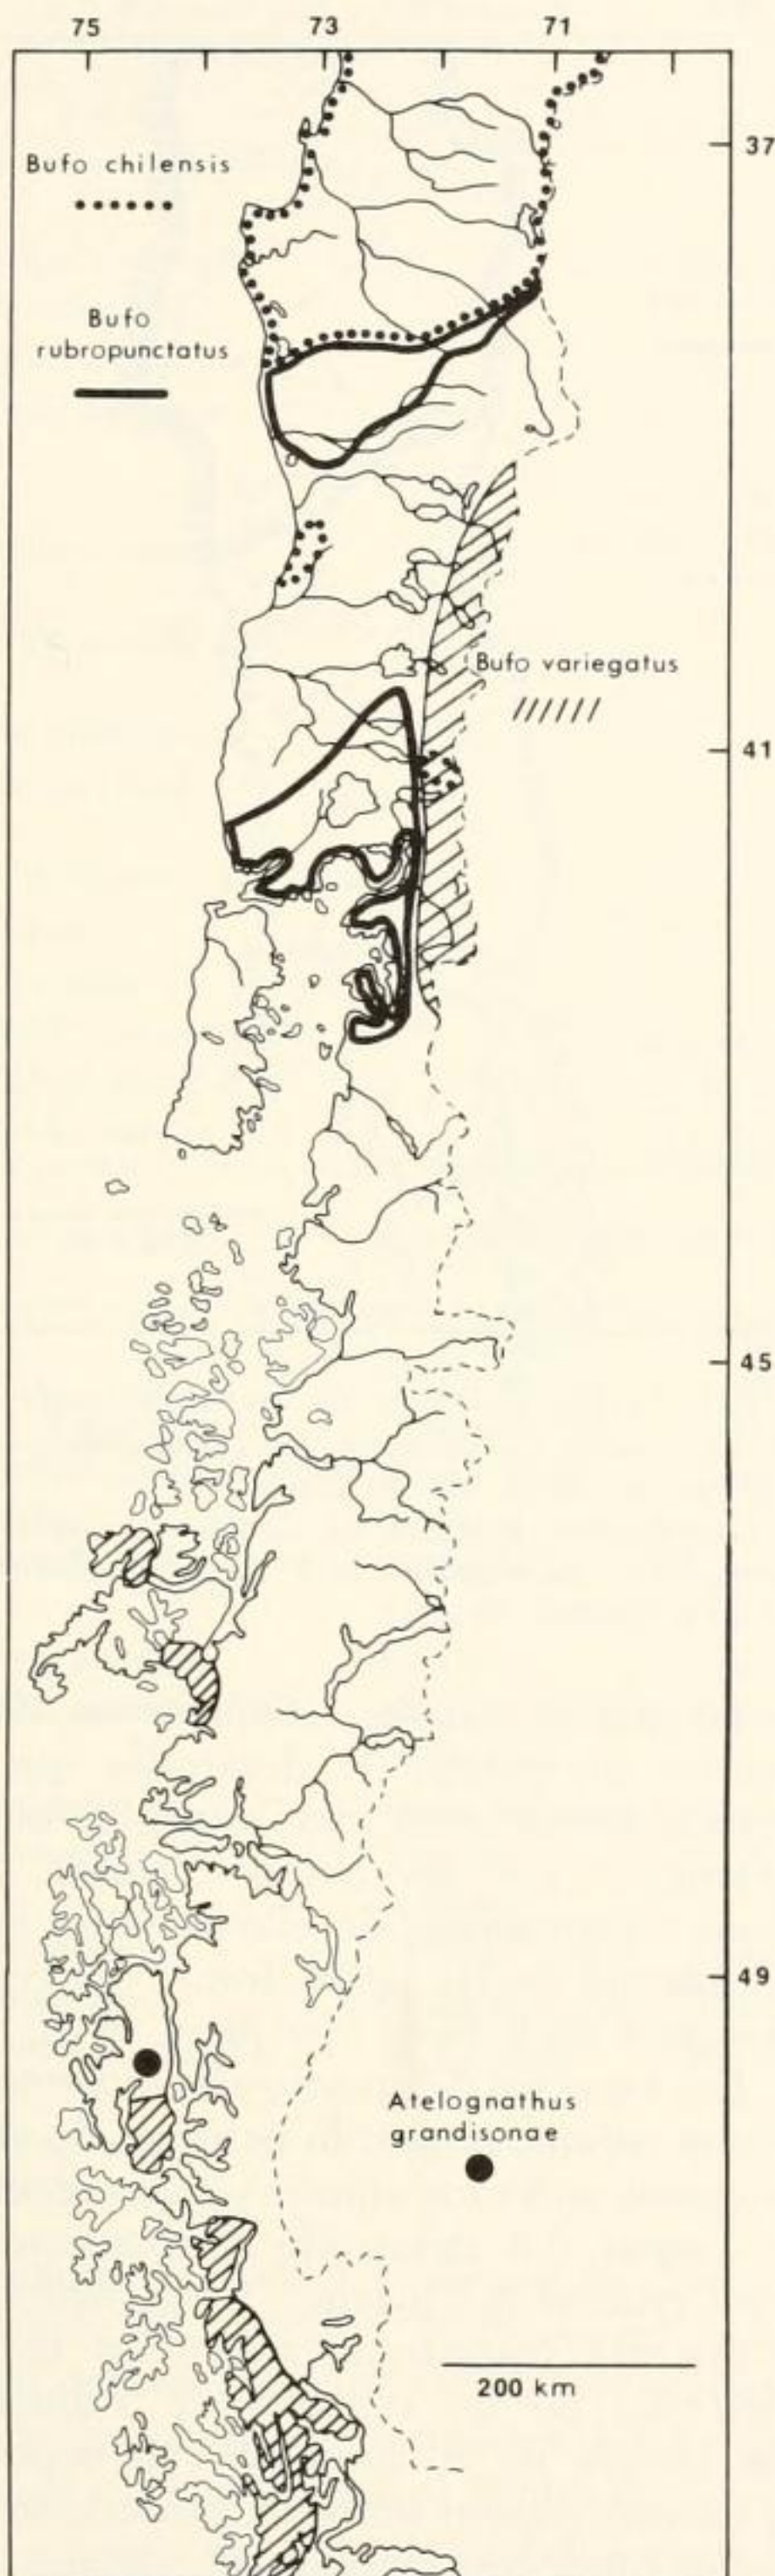 75 73 71
37
Bufo chilensis
Bufo
rubropunctatus
Bufo variegatus
41
45
49
Atelognathus
grandisonae
200 km